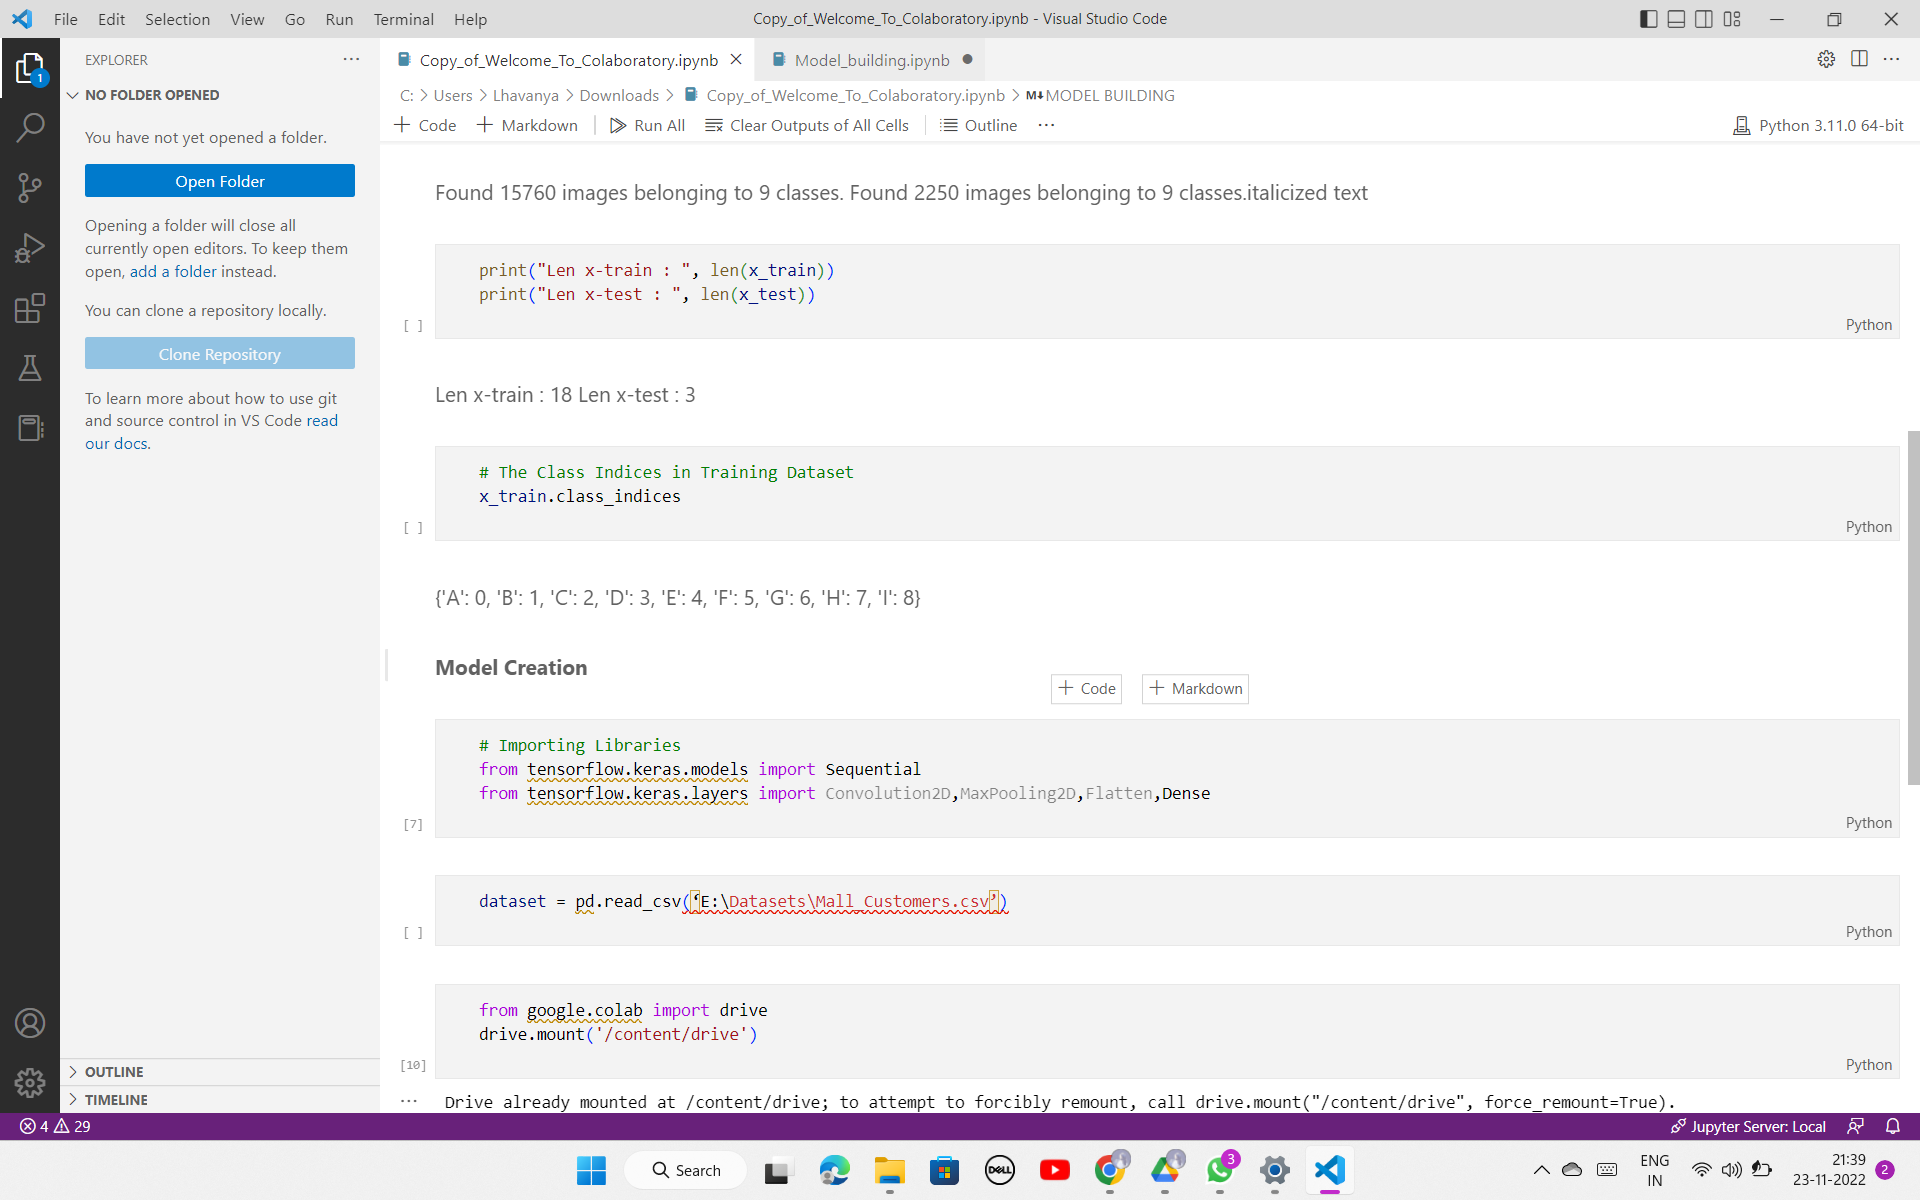 File Edit Selection View Go Run Terminal Help
Copy_of_Welcome_To_Colaboratory.ipynb - Visual Studio Code
EXPLORER
NO FOLDER OPENED
You have not yet opened a folder.
Open Folder
Opening a folder will close all
currently open editors. To keep them
open, add a folder instead.
You can clone a repository locally.
Clone Repository
To learn more about how to use git
and source control in VS Code read
our docs.
OUTLINE
TIMELINE
1
Copy_of_Welcome_To_Colaboratory.ipynb
Model_building.ipynb
C: > Users > Lhavanya > Downloads > Copy_of_Welcome_To_Colaboratory.ipynb > M↓MODEL BUILDING
+ Code + Markdown Run All Clear Outputs of All Cells Outline ···
Python 3.11.0 64-bit
Found 15760 images belonging to 9 classes. Found 2250 images belonging to 9 classes.italicized text
print("Len x-train : ", len(x_train))
print("Len x-test : ", len(x_test))
[ ]
Python
Len x-train : 18 Len x-test : 3
# The Class Indices in Training Dataset
x_train.class_indices
[ ]
Python
{'A': 0, 'B': 1, 'C': 2, 'D': 3, 'E': 4, 'F': 5, 'G': 6, 'H': 7, 'I': 8}
Model Creation
+ Code + Markdown
# Importing Libraries
from tensorflow.keras.models import Sequential
from tensorflow.keras.layers import Convolution2D,MaxPooling2D,Flatten,Dense
[7]
Python
dataset = pd.read_csv(‘E:\Datasets\Mall_Customers.csv’)
[ ]
Python
from google.colab import drive
drive.mount('/content/drive')
[10]
Python
··· Drive already mounted at /content/drive; to attempt to forcibly remount, call drive.mount("/content/drive", force_remount=True).
4 29
Jupyter Server: Local
Search
DELL
3
ENG
IN
21:39
23-11-2022
2